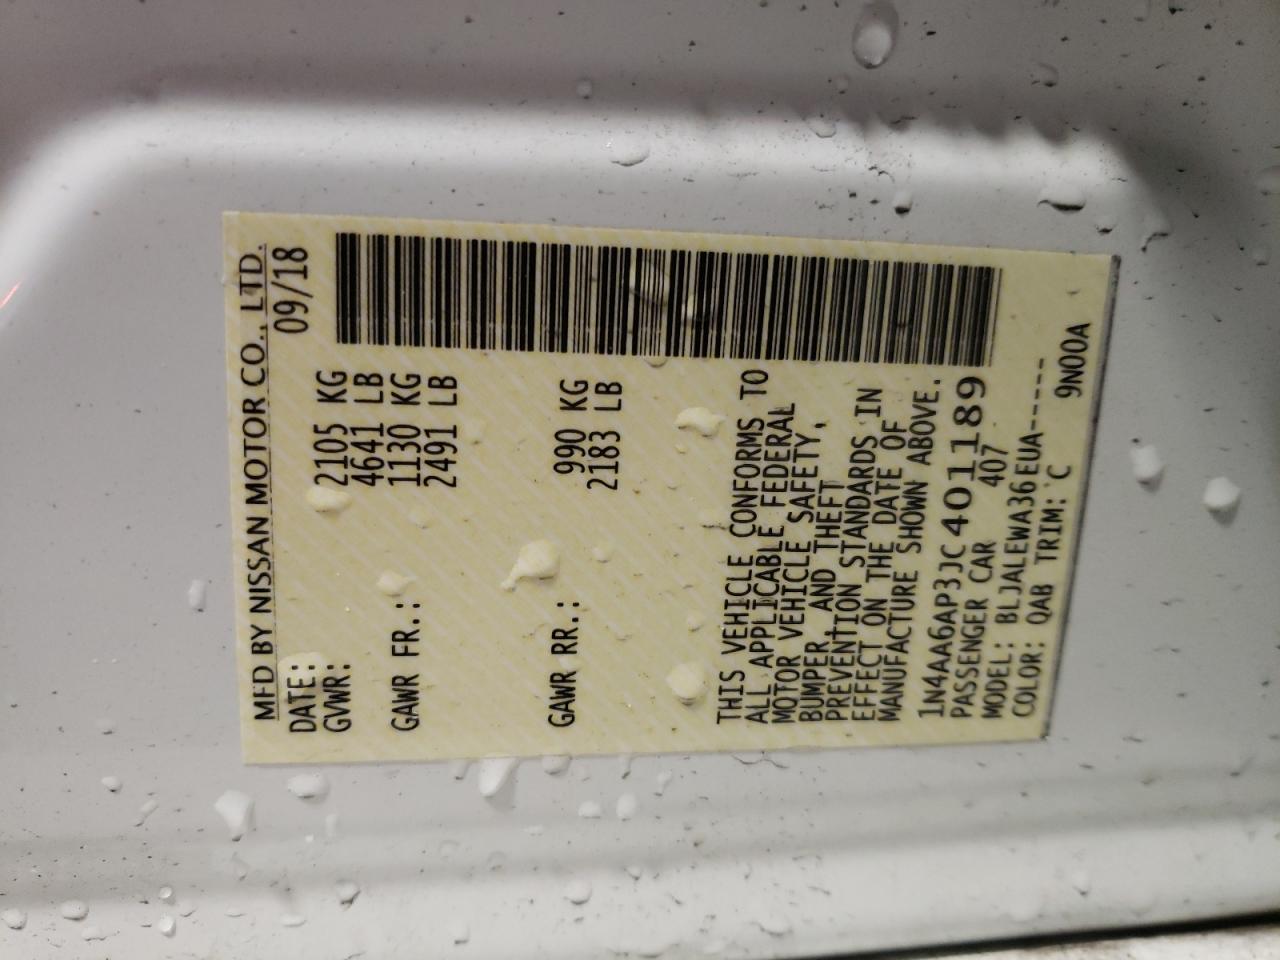 MFD BY NISSAN MOTOR CO., LTD.
DATE: 09/18
GVWR: 2105 KG
4641 LB
GAWR FR.: 1130 KG
2491 LB
GAWR RR.: 990 KG
2183 LB
THIS VEHICLE CONFORMS TO
ALL APPLICABLE FEDERAL
MOTOR VEHICLE SAFETY,
BUMPER, AND THEFT
PREVENTION STANDARDS IN
EFFECT ON THE DATE OF
MANUFACTURE SHOWN ABOVE.
1N4AA6AP3JC401189
PASSENGER CAR 407
MODEL: BLJALEWA36EUA-----
COLOR: QAB TRIM: C 9N00A